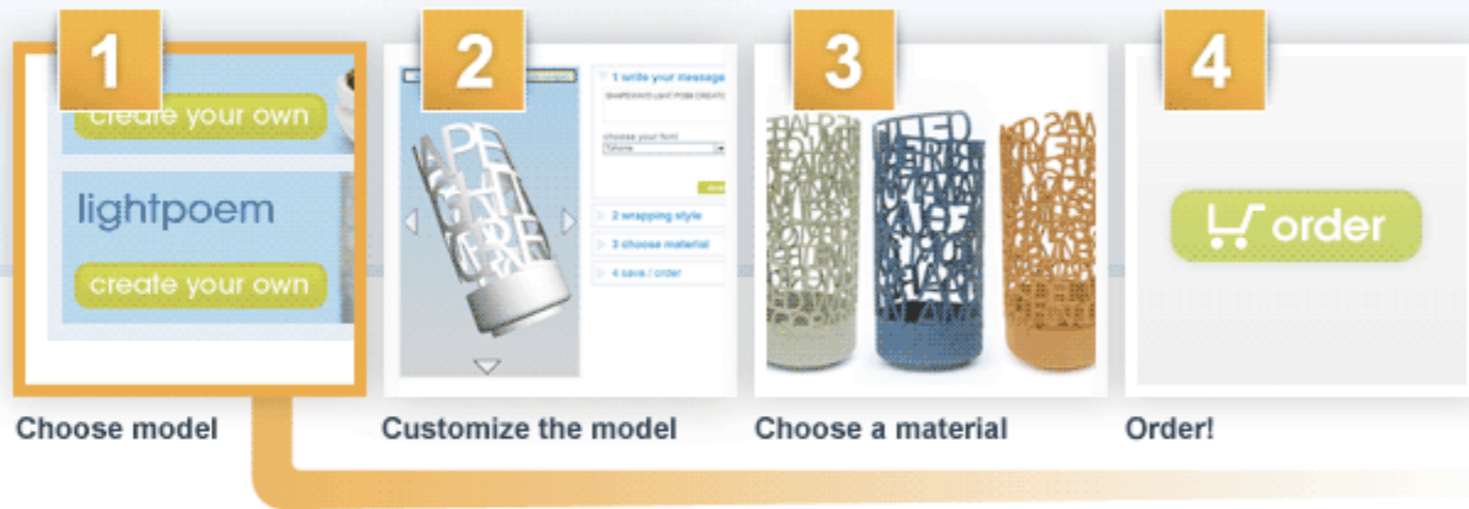 1
create your own
lightpoem
create your own
Choose model
2
1 write your message
choose your font
Tahoma
2 wrapping style
3 choose material
4 save / order
Customize the model
3
Choose a material
4
order
Order!